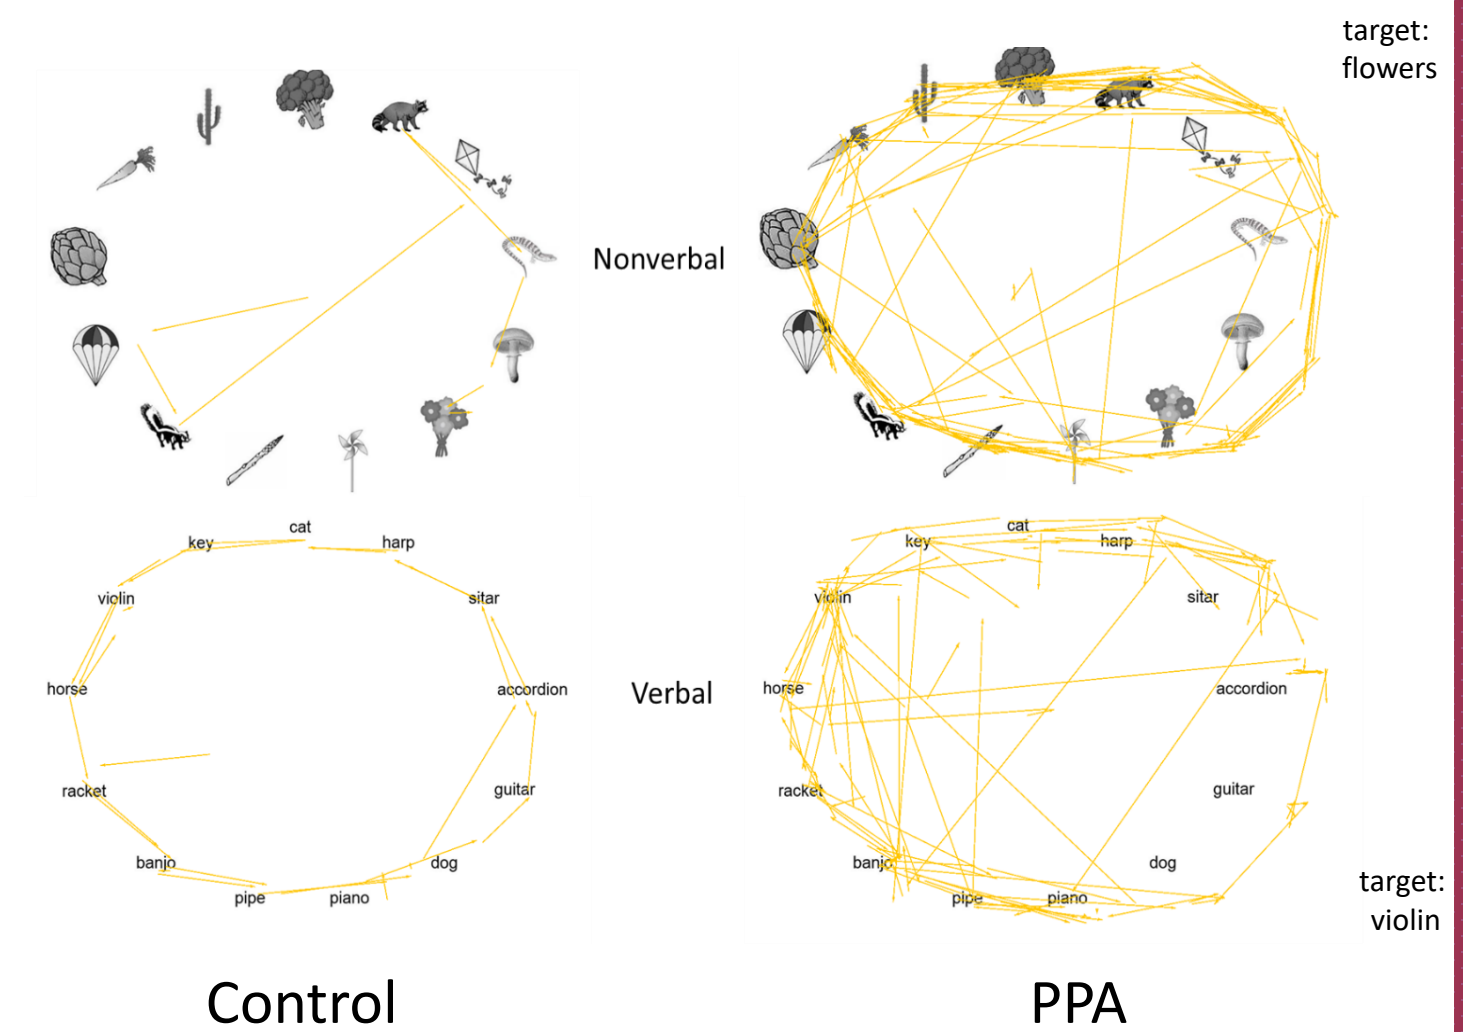 target:
flowers
Nonverbal
cat
key
harp
violin
sitar
horse
accordion
racket
guitar
banjo
dog
pipe
piano
Verbal
cat
key
harp
violin
sitar
horse
accordion
racket
guitar
banjo
dog
pipe
piano
target:
violin
Control
PPA